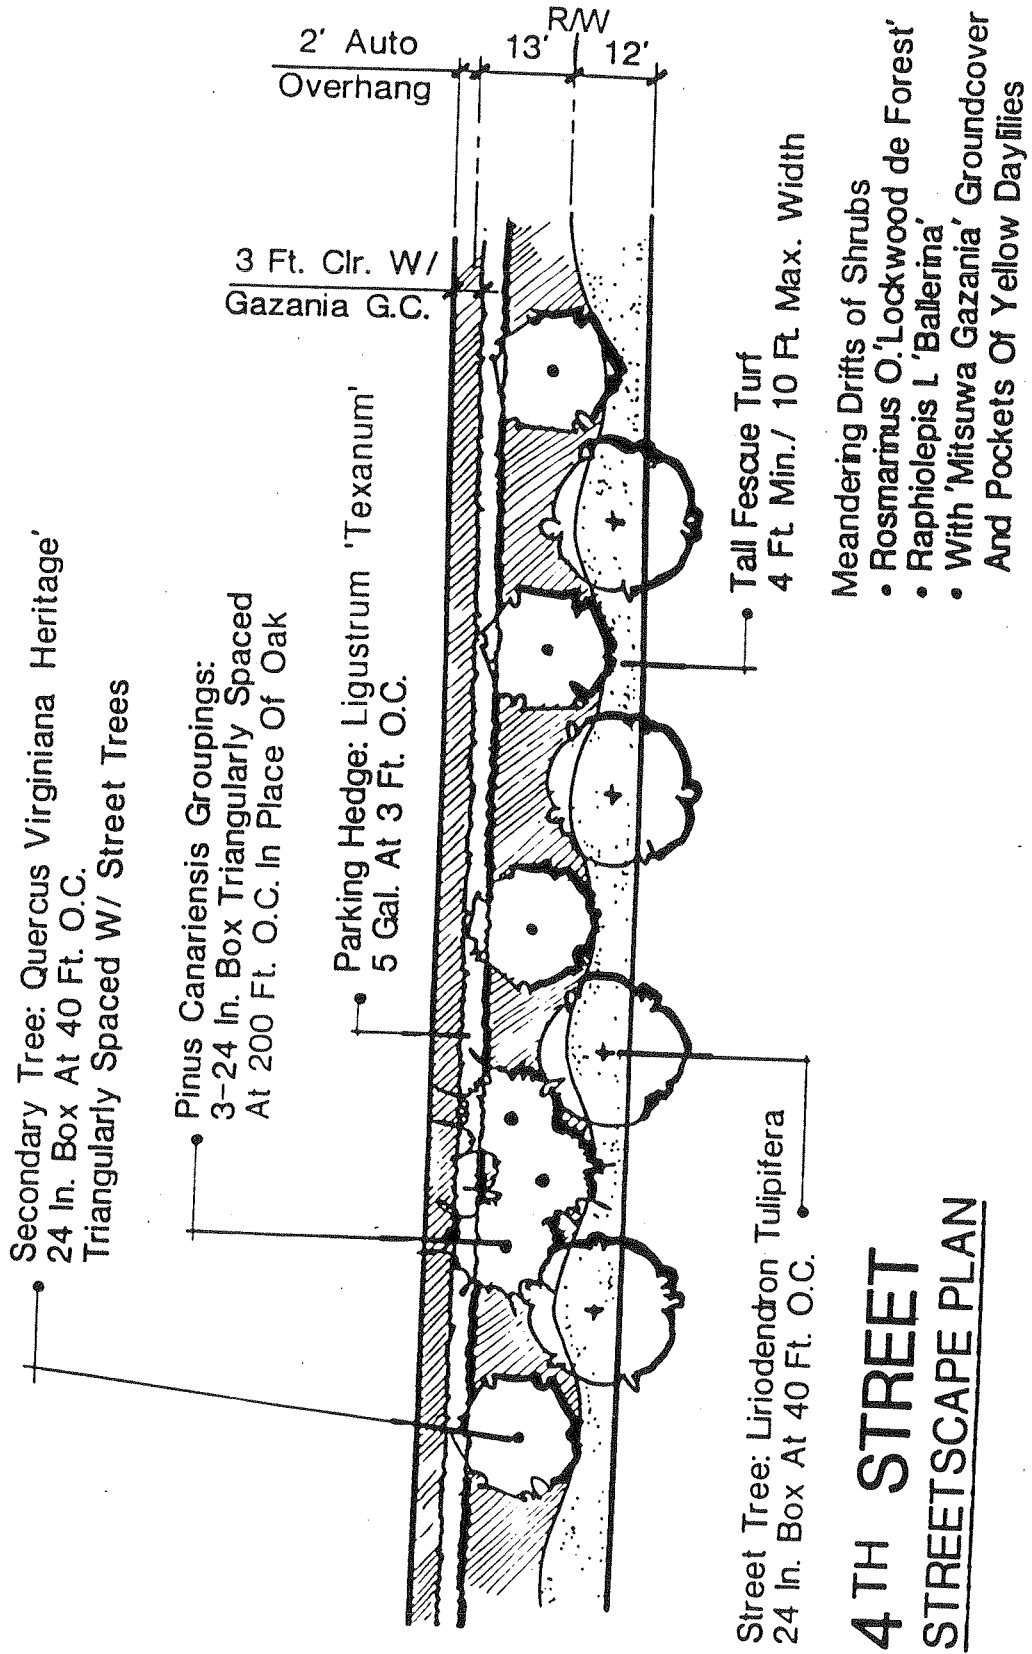 2' Auto
Overhang
13'
R/W
12'
3 Ft. Clr. W/
Gazania G.C.
Secondary Tree: Quercus Virginiana Heritage'
24 In. Box At 40 Ft. O.C.
Triangularly Spaced W/ Street Trees
Pinus Canariensis Groupings:
3-24 In. Box Triangularly Spaced
At 200 Ft. O.C. In Place Of Oak
Parking Hedge: Ligustrum 'Texanum'
5 Gal. At 3 Ft. O.C.
Tall Fescue Turf
4 Ft Min./ 10 Ft. Max. Width
Meandering Drifts of Shrubs
• Rosmarinus O.'Lockwood de Forest'
• Raphiolepis I. 'Ballerina'
• With 'Mitsuwa Gazania' Groundcover
And Pockets Of Yellow Daylilies
Street Tree: Liriodendron Tulipifera
24 In. Box At 40 Ft. O.C.
4TH STREET
STREETSCAPE PLAN